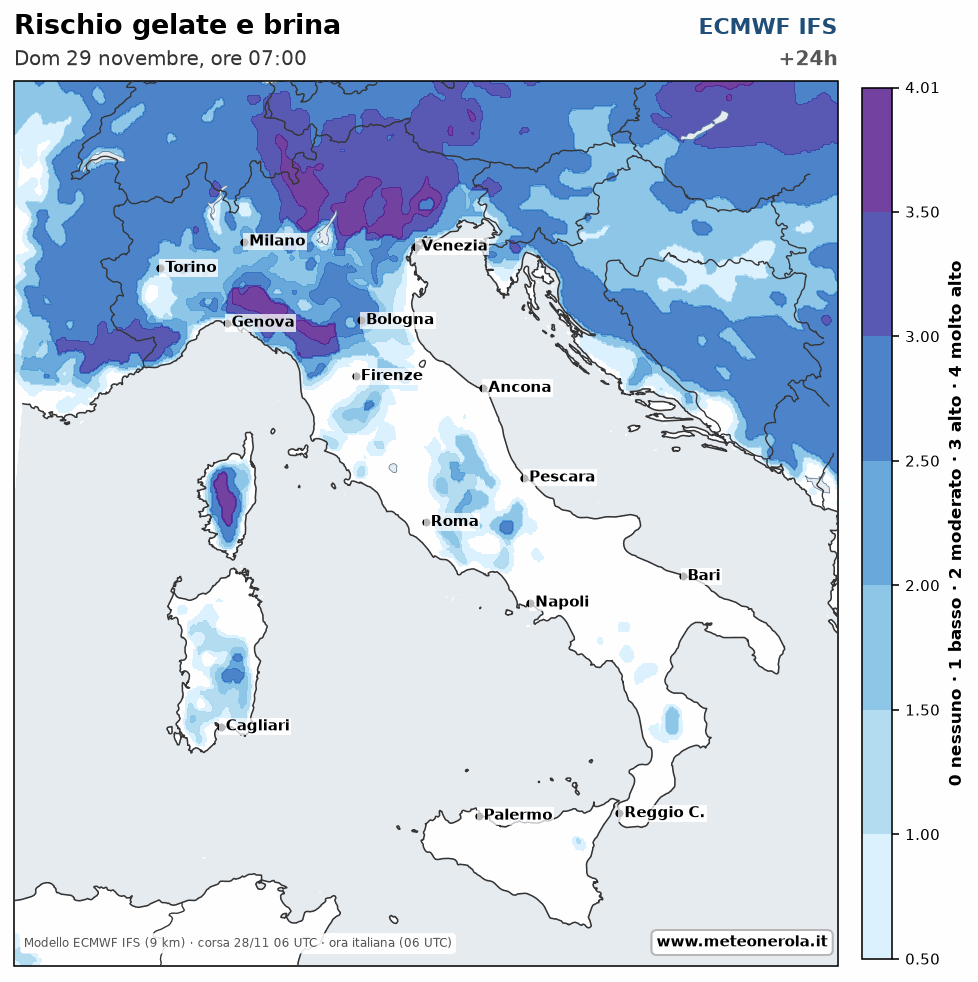 Rischio gelate e brina
ECMWF IFS
Dom 29 novembre, ore 07:00
+24h
4.01
3.50
3.00
2.50
2.00
1.50
1.00
0.50
0 nessuno · 1 basso · 2 moderato · 3 alto · 4 molto alto
Milano
Venezia
Torino
Genova
Bologna
Firenze
Ancona
Pescara
Roma
Bari
Napoli
Cagliari
Palermo
Reggio C.
Modello ECMWF IFS (9 km) · corsa 28/11 06 UTC · ora italiana (06 UTC)
www.meteonerola.it